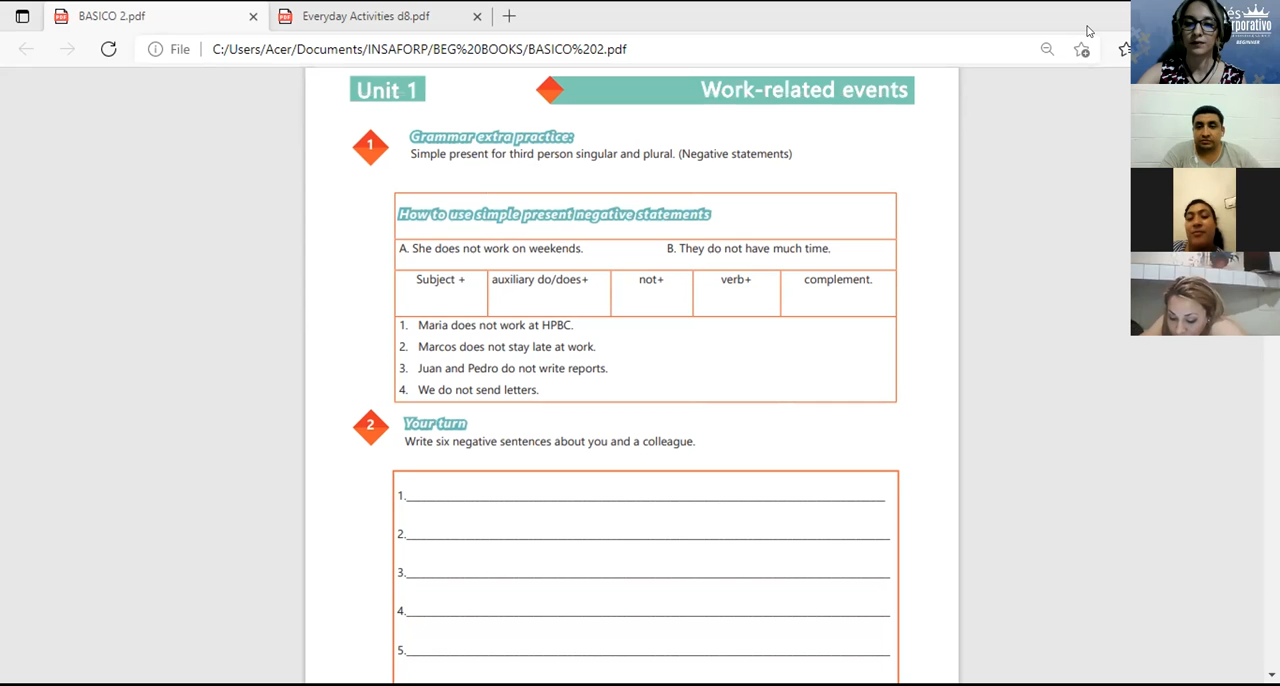 BASICO 2.pdf
Everyday Activities d8.pdf
File
C:/Users/Acer/Documents/INSAFORP/BEG%20BOOKS/BASICO%202.pdf
BEGINNER
Unit 1
Work-related events
1
Grammar extra practice:
Simple present for third person singular and plural. (Negative statements)
How to use simple present negative statements
A. She does not work on weekends.
B. They do not have much time.
Subject +
auxiliary do/does+
not+
verb+
complement.
1. Maria does not work at HPBC.
2. Marcos does not stay late at work.
3. Juan and Pedro do not write reports.
4. We do not send letters.
2
Your turn
Write six negative sentences about you and a colleague.
1.
2.
3.
4.
5.